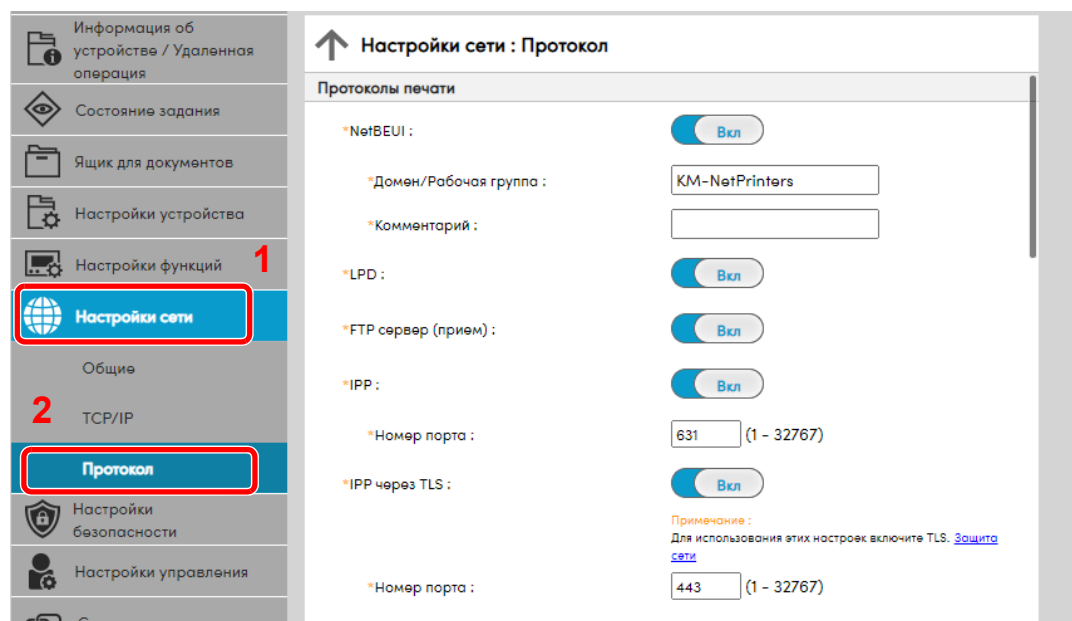 Информация об
устройстве / Удаленная
операция
Состояние задания
Ящик для документов
Настройки устройства
Настройки функций
1
Настройки сети
Общие
2
TCP/IP
Протокол
Настройки
безопасности
Настройки управления
Настройки сети : Протокол
Протоколы печати
*NetBEUI : Вкл
*Домен/Рабочая группа : KM-NetPrinters
*Комментарий :
*LPD : Вкл
*FTP сервер (прием) : Вкл
*IPP : Вкл
*Номер порта : 631 (1 - 32767)
*IPP через TLS : Вкл
Примечание :
Для использования этих настроек включите TLS. Защита
сети
*Номер порта : 443 (1 - 32767)